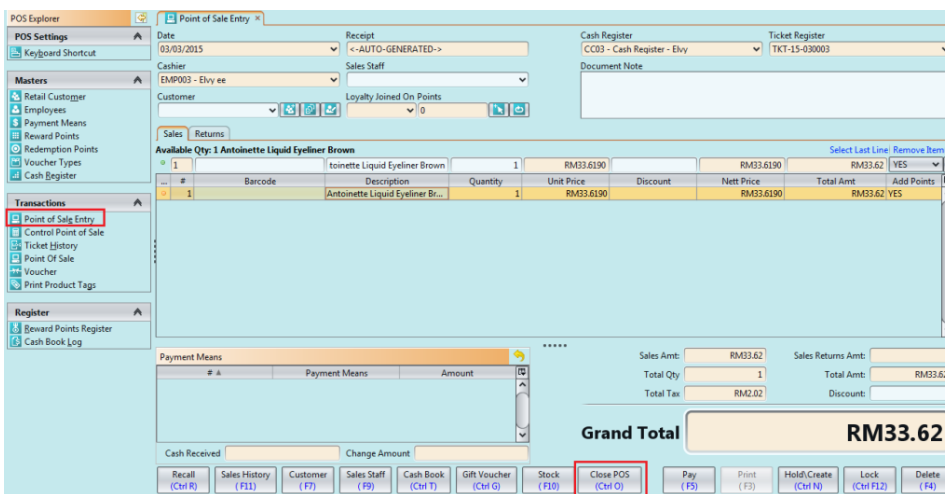 POS Explorer
POS Settings
Keyboard Shortcut
Masters
Retail Customer
Employees
Payment Means
Reward Points
Redemption Points
Voucher Types
Cash Register
Transactions
Point of Sale Entry
Control Point of Sale
Ticket History
Point Of Sale
Voucher
Print Product Tags
Register
Reward Points Register
Cash Book Log
Point of Sale Entry ×
Date Receipt Cash Register Ticket Register
03/03/2015 <-AUTO-GENERATED-> CC03 - Cash Register - Elvy TKT-15-030003
Cashier Sales Staff Document Note
EMP003 - Elvy ee
Customer Loyalty Joined On Points
0
Sales Returns
Available Qty: 1 Antoinette Liquid Eyeliner Brown Select Last Line Remove Item
1 toinette Liquid Eyeliner Brown 1 RM33.6190 RM33.6190 RM33.62 YES
... # Barcode Description Quantity Unit Price Discount Nett Price Total Amt Add Points
1 Antoinette Liquid Eyeliner Br... 1 RM33.6190 RM33.6190 RM33.62 YES
Payment Means
# Payment Means Amount
Cash Received Change Amount
Sales Amt: RM33.62 Sales Returns Amt:
Total Qty 1 Total Amt: RM33.62
Total Tax RM2.02 Discount:
Grand Total RM33.62
Recall Sales History Customer Sales Staff Cash Book Gift Voucher Stock Close POS Pay Print Hold\Create Lock Delete
(Ctrl R) (F11) (F7) (F9) (Ctrl T) (Ctrl G) (F10) (Ctrl O) (F5) (F3) (Ctrl N) (Ctrl F12) (F4)